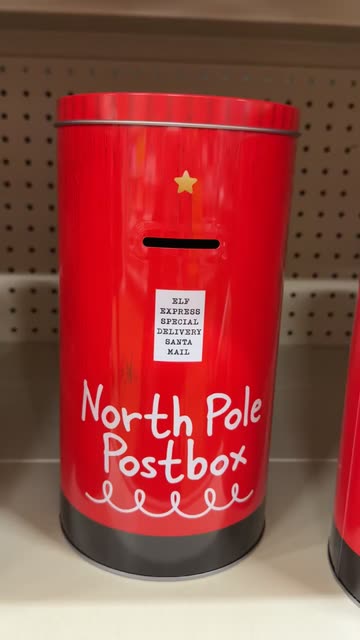 ELF
EXPRESS
SPECIAL
DELIVERY
SANTA
MAIL
North Pole
Postbox